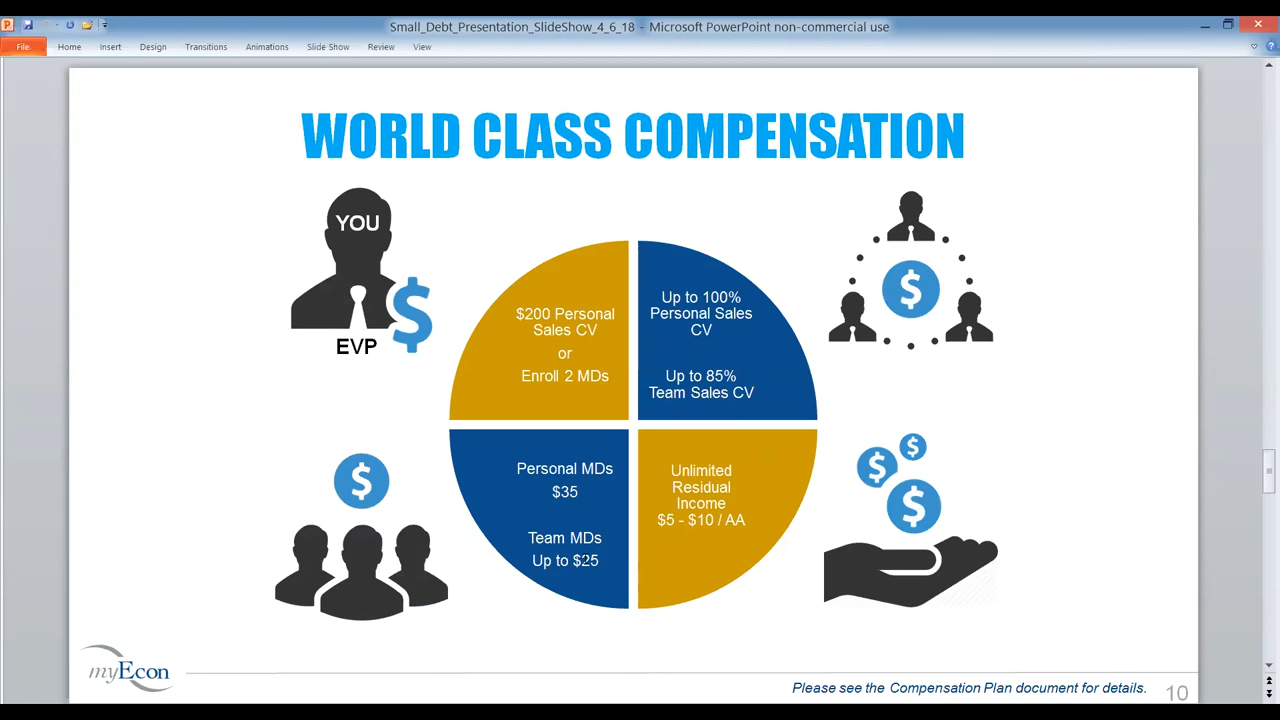 Small_Debt_Presentation_SlideShow_4_6_18 - Microsoft PowerPoint non-commercial use
File Home Insert Design Transitions Animations Slide Show Review View
WORLD CLASS COMPENSATION
YOU
$
EVP
$200 Personal
Sales CV
or
Enroll 2 MDs
Up to 100%
Personal Sales
CV
Up to 85%
Team Sales CV
$
$
Personal MDs
$35
Team MDs
Up to $25
Unlimited
Residual
Income
$5 - $10 / AA
$
$
$
myEcon
Please see the Compensation Plan document for details.
10